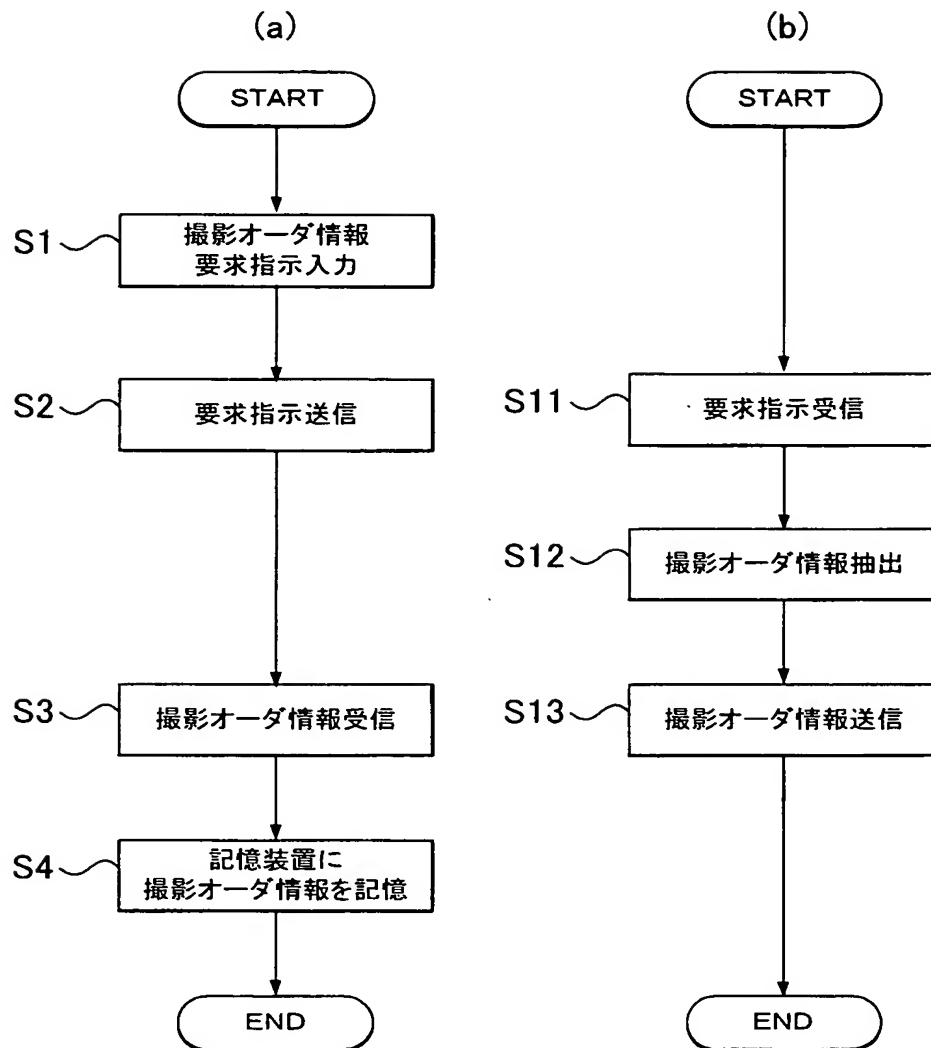 (a)
START
S1
撮影オーダ情報
要求指示入力
S2
要求指示送信
S3
撮影オーダ情報受信
S4
記憶装置に
撮影オーダ情報を記憶
END
(b)
START
S11
要求指示受信
S12
撮影オーダ情報抽出
S13
撮影オーダ情報送信
END